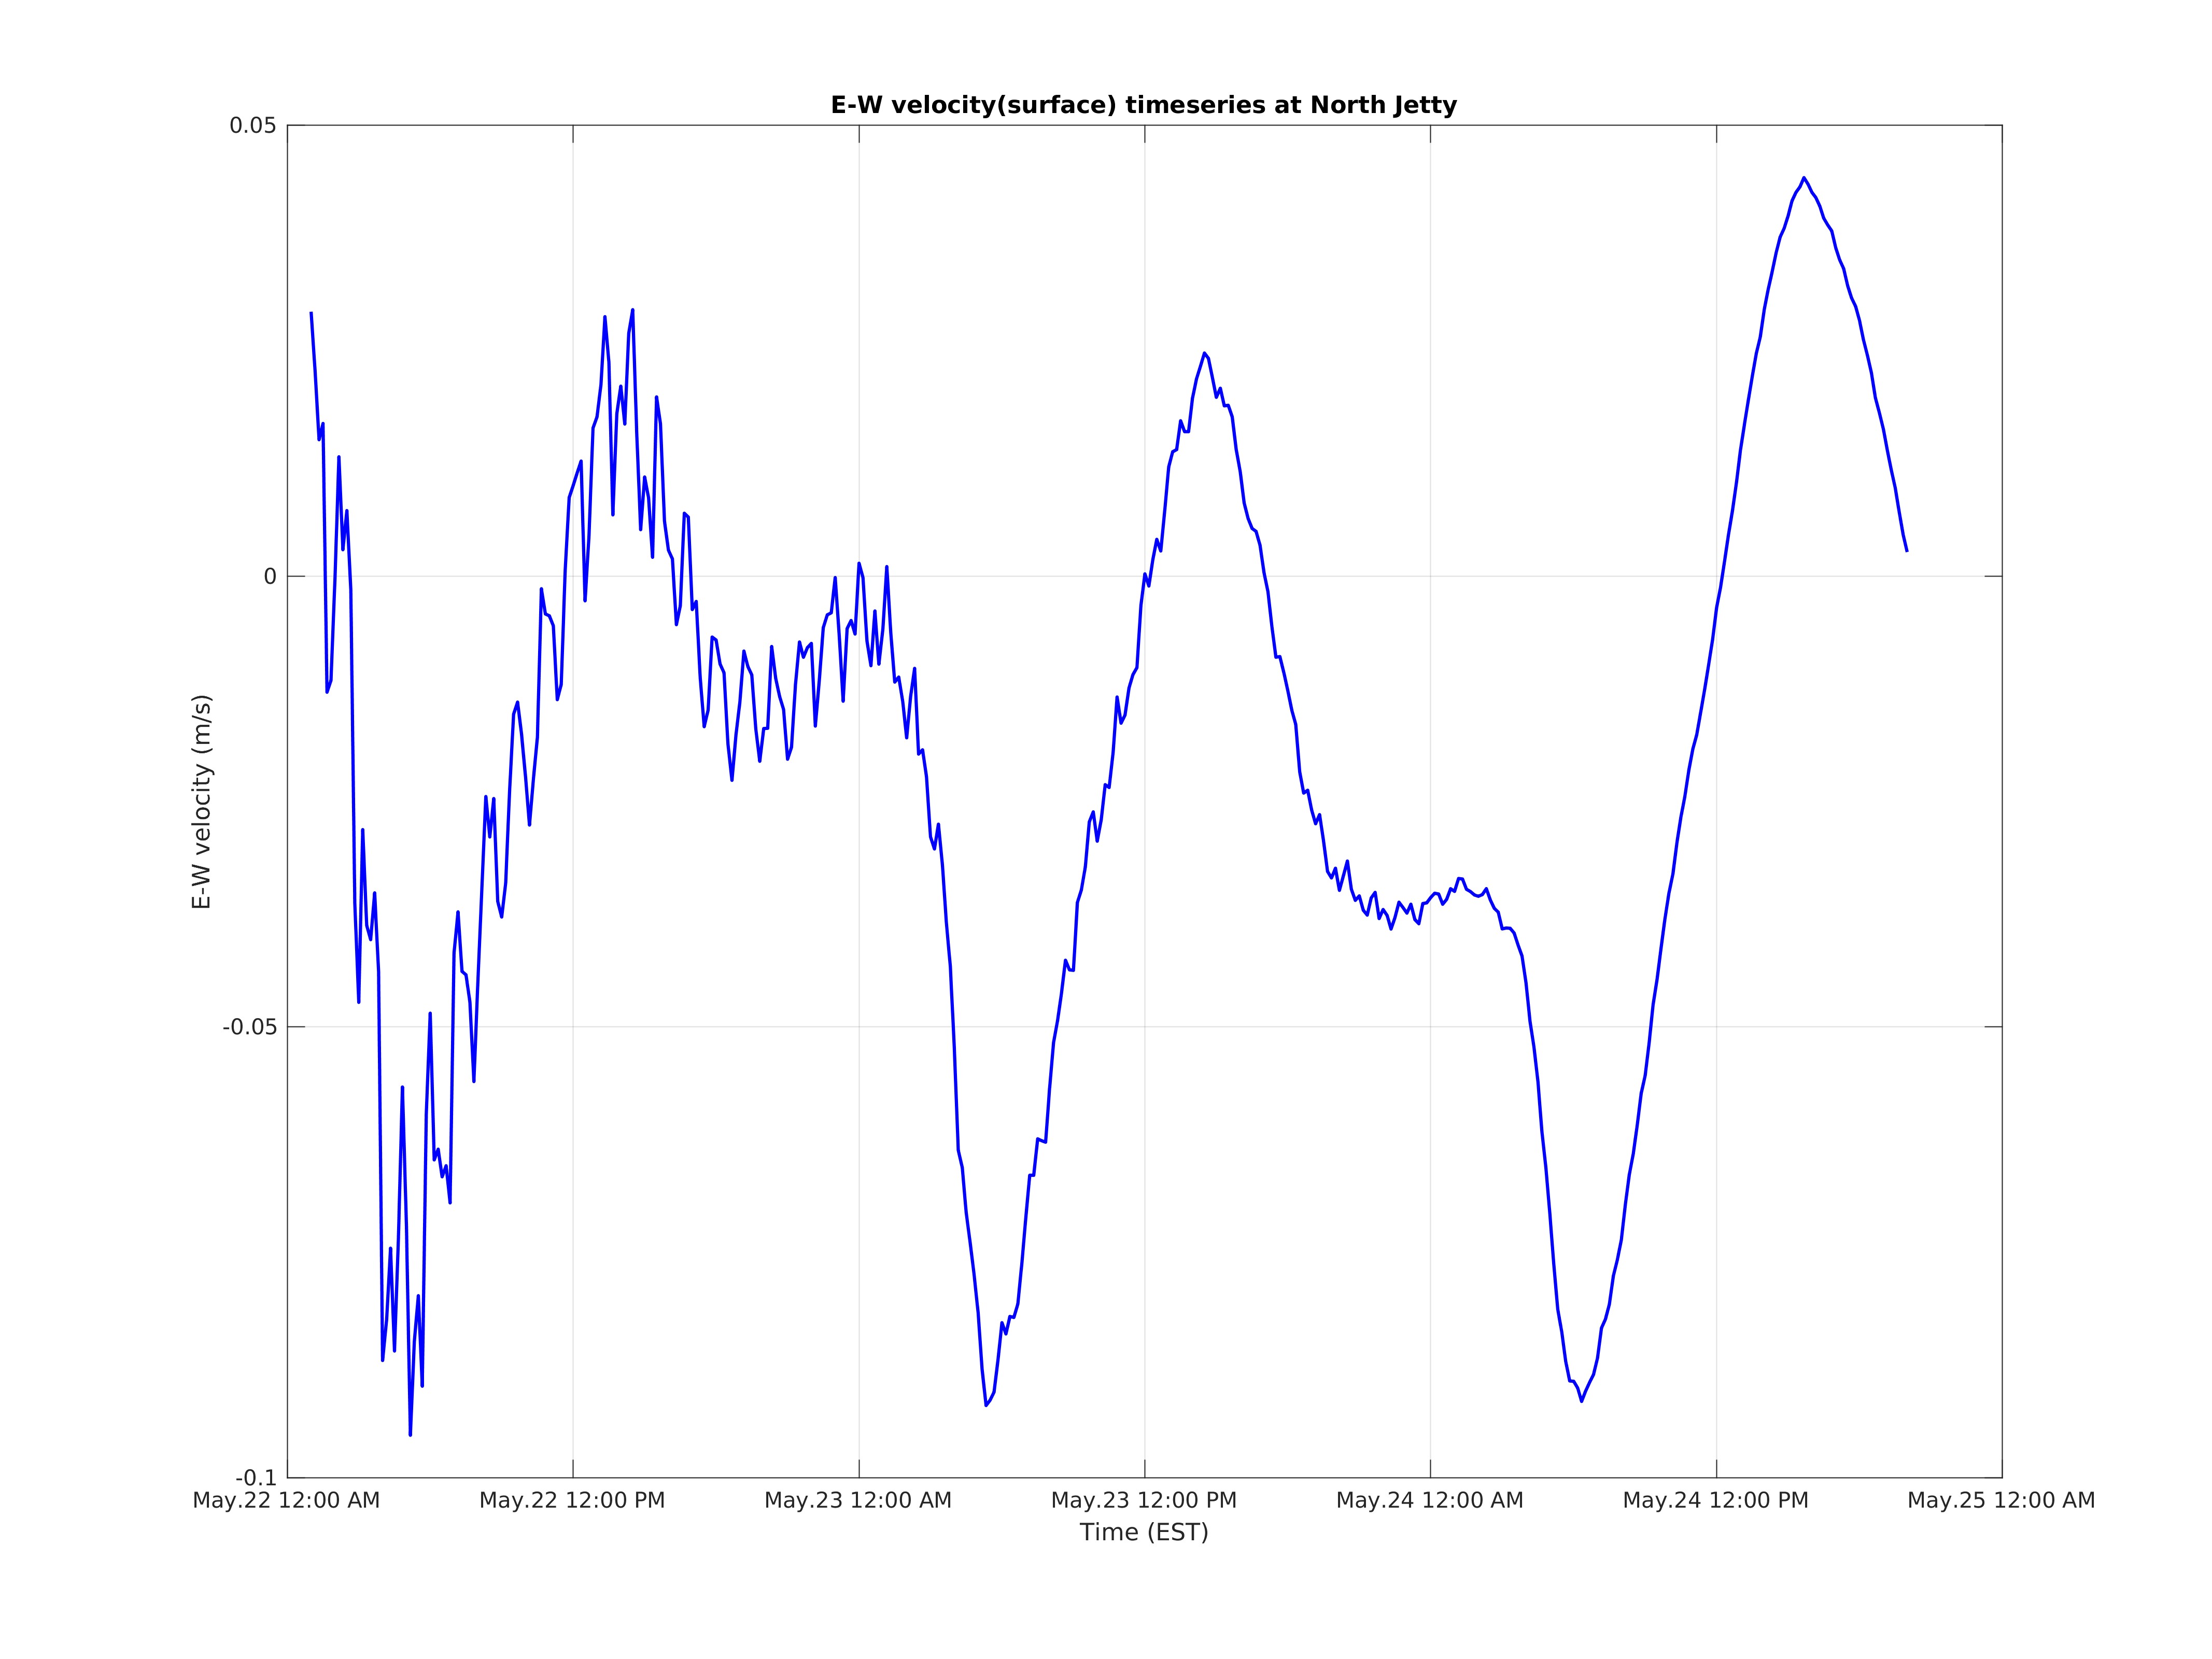 E-W velocity(surface) timeseries at North Jetty
0.05
0
-0.05
-0.1
E-W velocity (m/s)
May.22 12:00 AM May.22 12:00 PM May.23 12:00 AM May.23 12:00 PM May.24 12:00 AM May.24 12:00 PM May.25 12:00 AM
Time (EST)